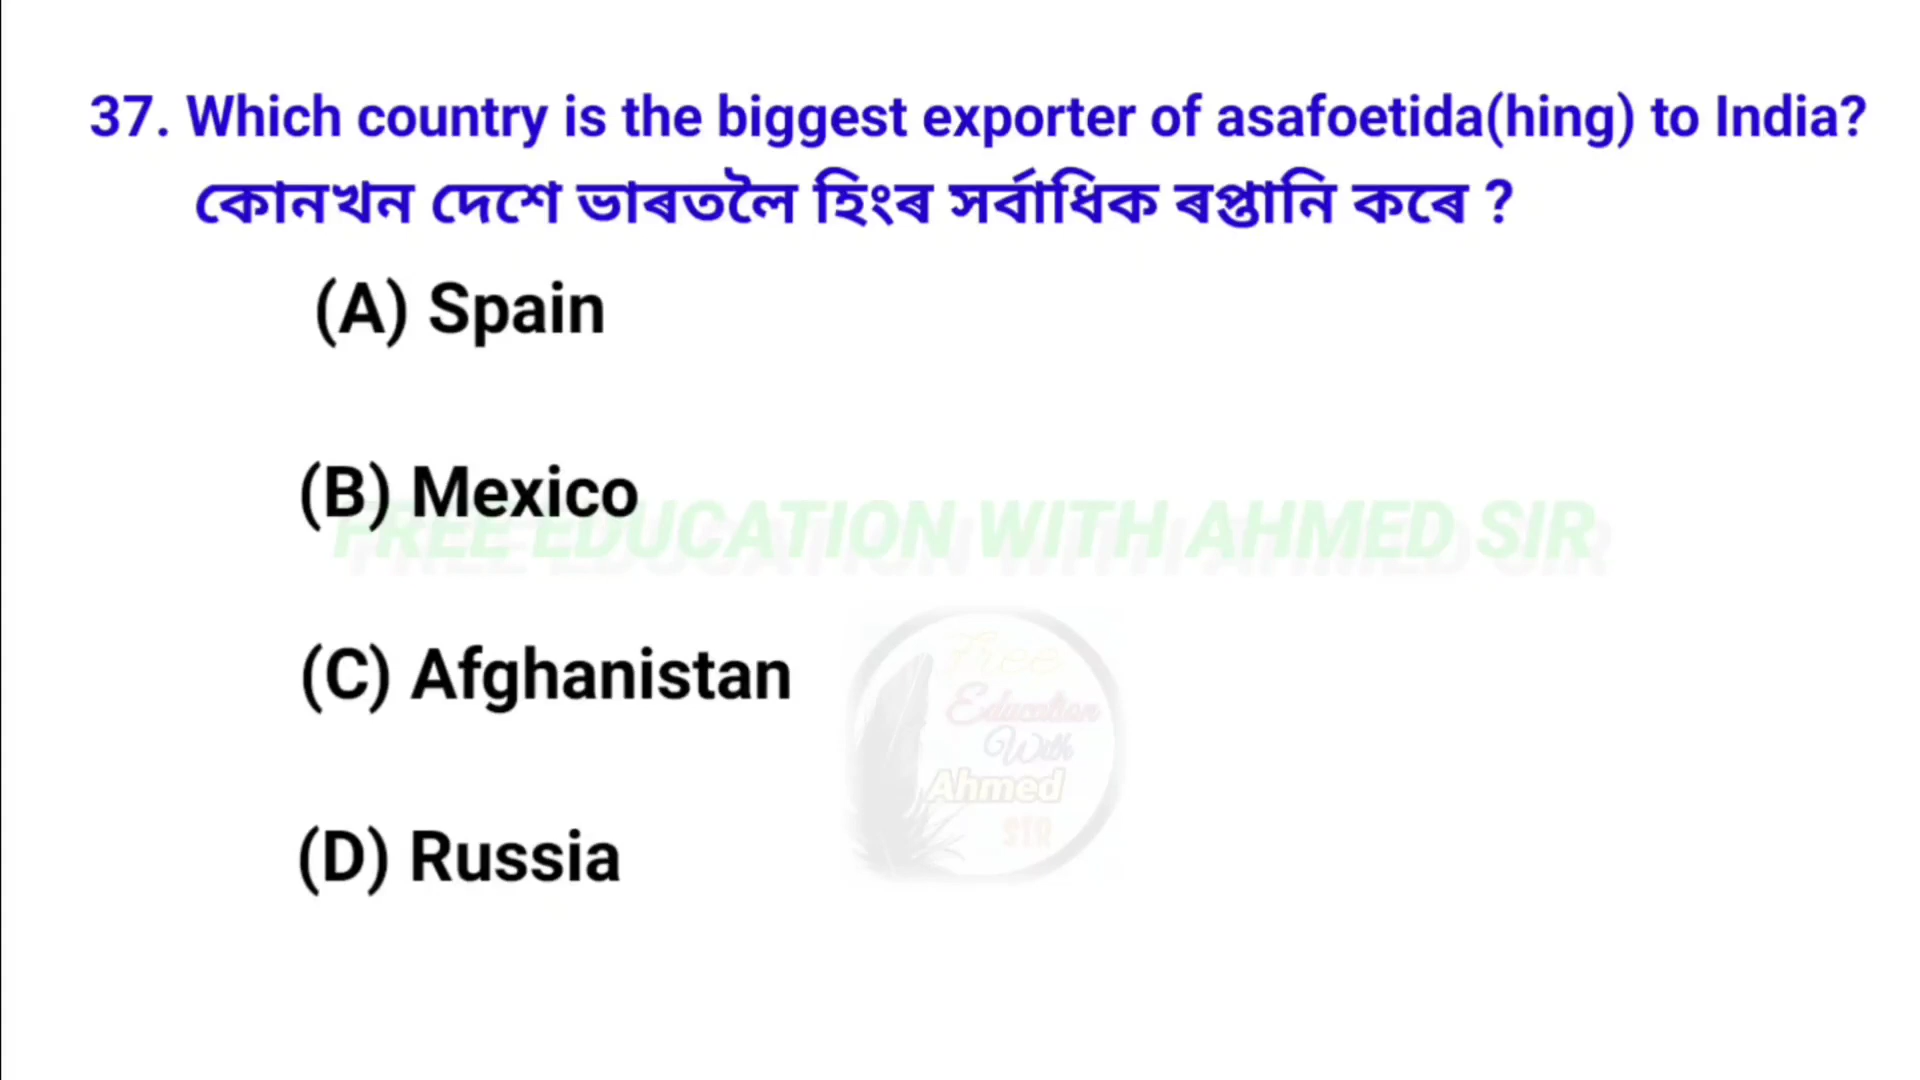 37. Which country is the biggest exporter of asafoetida(hing) to India?
কোনখন দেশে ভাৰতলৈ হিংৰ সৰ্বাধিক ৰপ্তানি কৰে ?
(A) Spain
(B) Mexico
FREE EDUCATION WITH AHMED SIR
(C) Afghanistan
Free
Education
With
Ahmed
SIR
(D) Russia